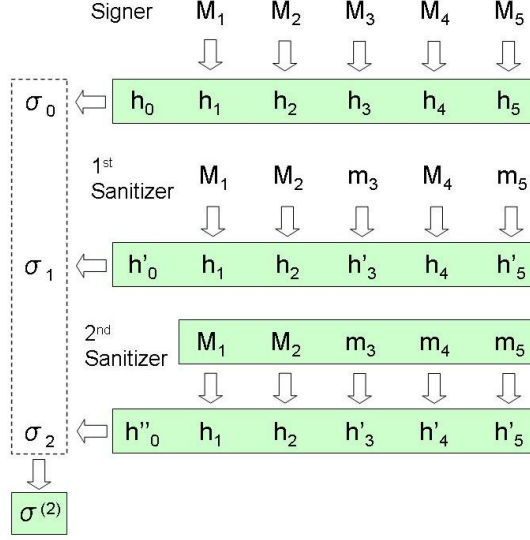 Signer M₁ M₂ M₃ M₄ M₅
σ₀ h₀ h₁ h₂ h₃ h₄ h₅
1st
Sanitizer M₁ M₂ m₃ M₄ m₅
σ₁ h'₀ h₁ h₂ h'₃ h₄ h'₅
2nd
Sanitizer M₁ M₂ m₃ m₄ m₅
σ₂ h''₀ h₁ h₂ h'₃ h'₄ h'₅
σ⁽²⁾